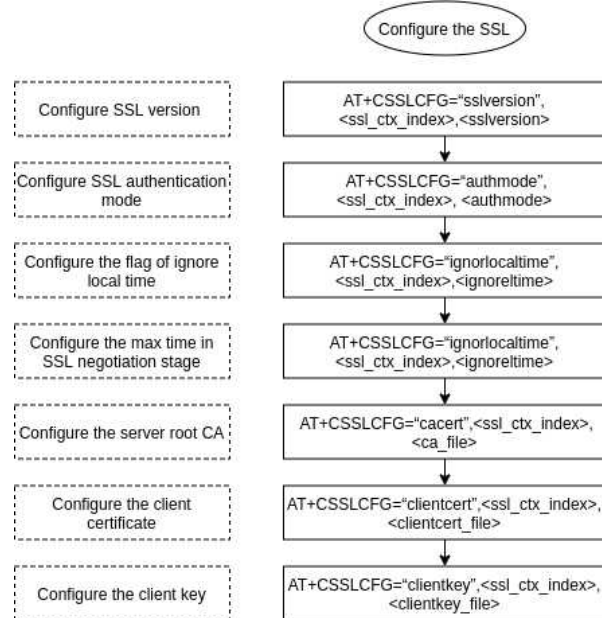 Configure the SSL
Configure SSL version
AT+CSSLCFG=“sslversion”,
<ssl_ctx_index>,<sslversion>
Configure SSL authentication
mode
AT+CSSLCFG=“authmode”,
<ssl_ctx_index>, <authmode>
Configure the flag of ignore
local time
AT+CSSLCFG=“ignorlocaltime”,
<ssl_ctx_index>,<ignoreltime>
Configure the max time in
SSL negotiation stage
AT+CSSLCFG=“ignorlocaltime”,
<ssl_ctx_index>,<ignoreltime>
Configure the server root CA
AT+CSSLCFG=“cacert”,<ssl_ctx_index>,
<ca_file>
Configure the client
certificate
AT+CSSLCFG=“clientcert”,<ssl_ctx_index>,
<clientcert_file>
Configure the client key
AT+CSSLCFG=“clientkey”,<ssl_ctx_index>,
<clientkey_file>